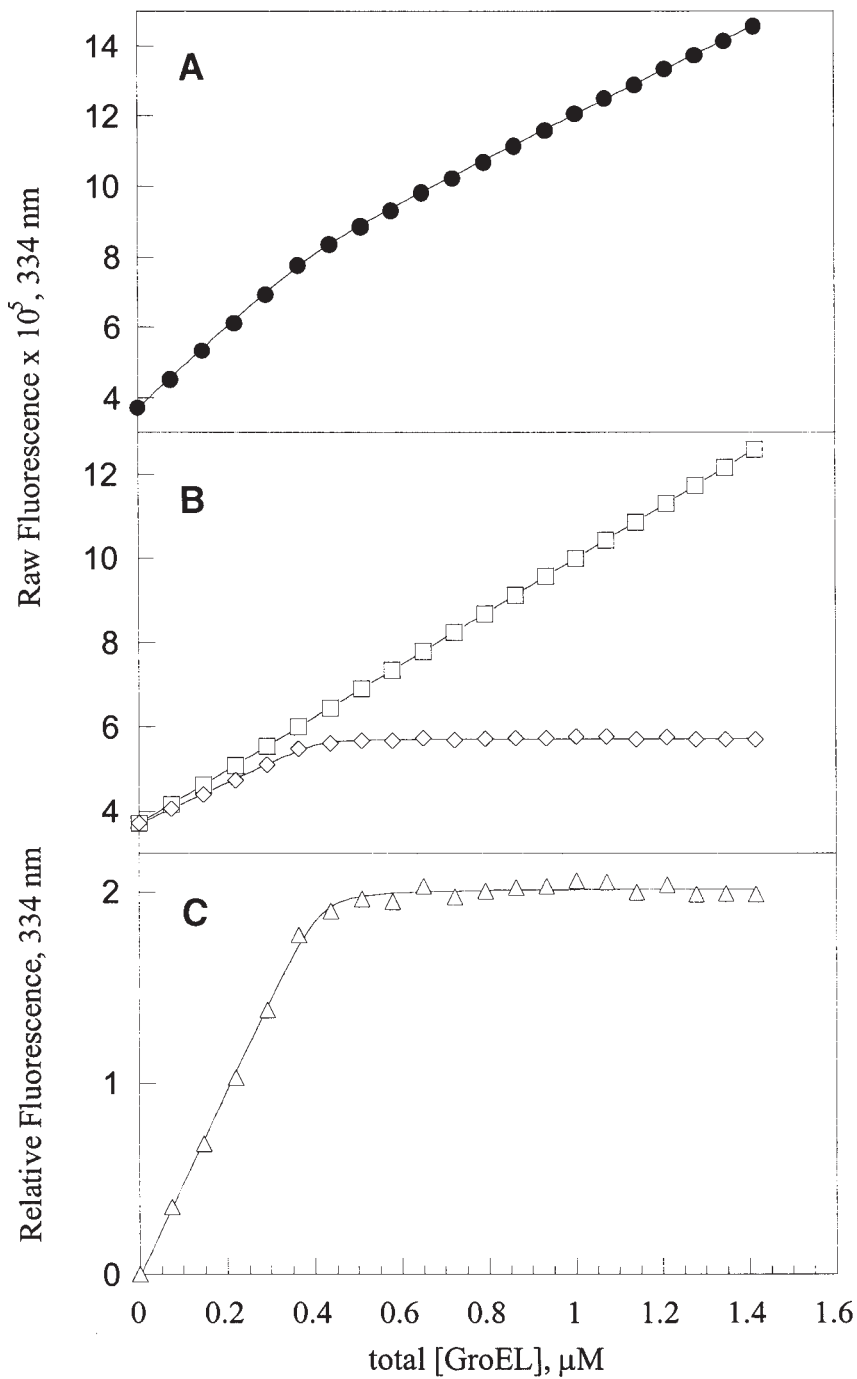 A
14
12
10
8
6
4
Raw Fluorescence x 10⁵, 334 nm
B
12
10
8
6
4
C
2
1
0
Relative Fluorescence, 334 nm
0 0.2 0.4 0.6 0.8 1 1.2 1.4 1.6
total [GroEL], µM